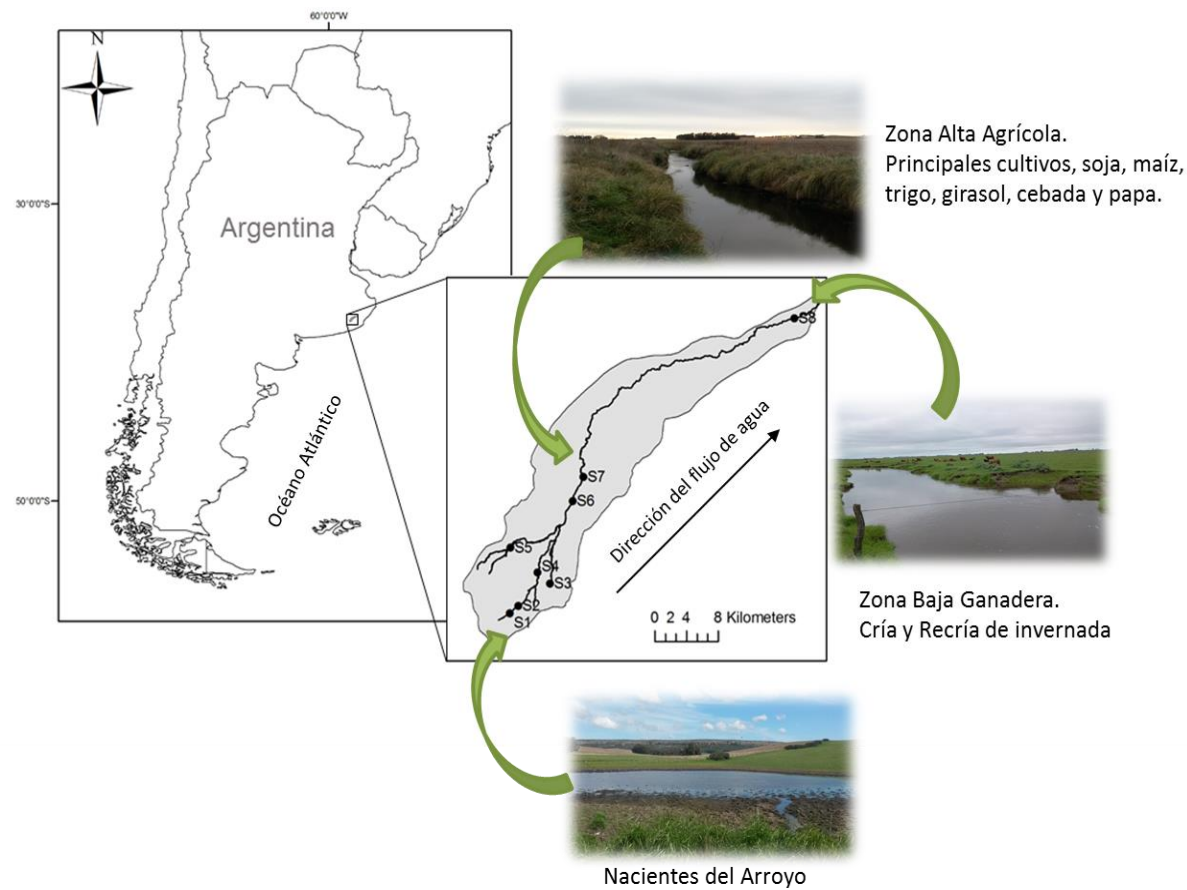 60°0'0"W
N
30°0'0"S
Argentina
50°0'0"S
Océano Atlántico
Zona Alta Agrícola.
Principales cultivos, soja, maíz,
trigo, girasol, cebada y papa.
S8
S7
S6
S5
S4
S3
S2
S1
Dirección del flujo de agua
0 2 4 8 Kilometers
Zona Baja Ganadera.
Cría y Recría de invernada
Nacientes del Arroyo